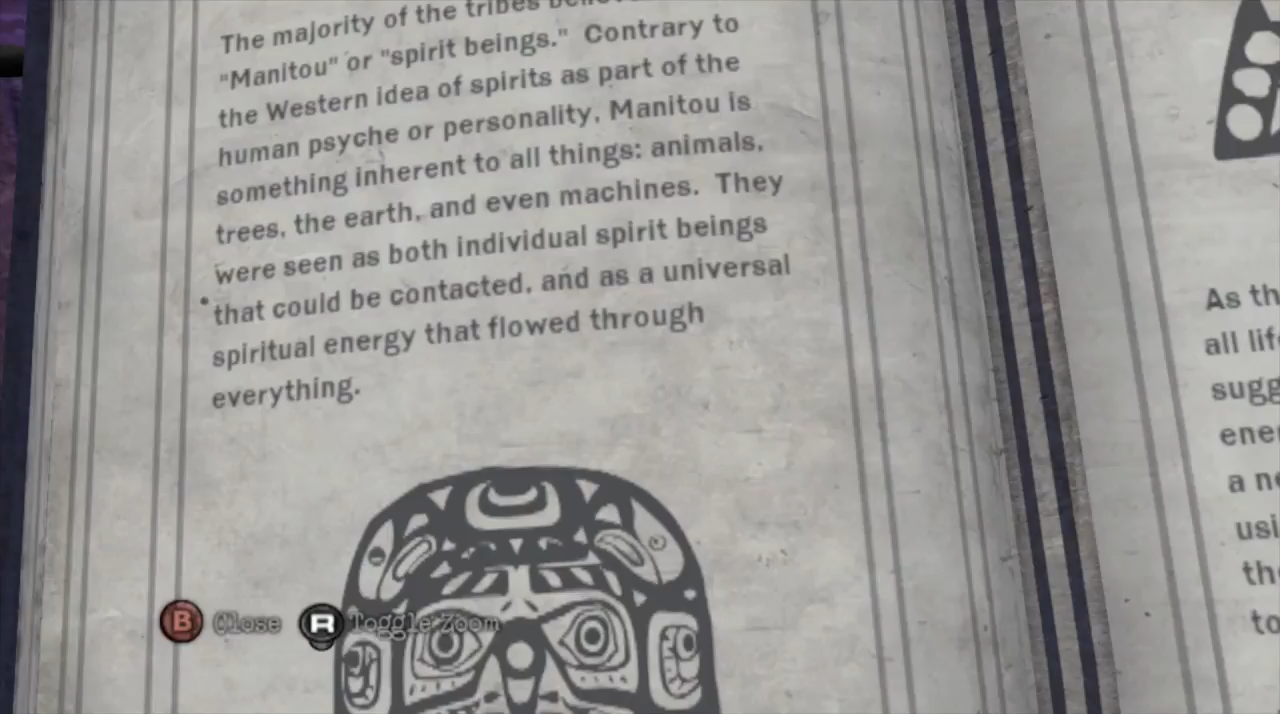 The majority of the tribes
"Manitou" or "spirit beings."  Contrary to
the Western idea of spirits as part of the
human psyche or personality, Manitou is
something inherent to all things: animals,
trees, the earth, and even machines.  They
were seen as both individual spirit beings
that could be contacted, and as a universal
spiritual energy that flowed through
everything.
B Close R Toggle Zoom
As th
all lif
sugg
ene
a ne
usi
the
to